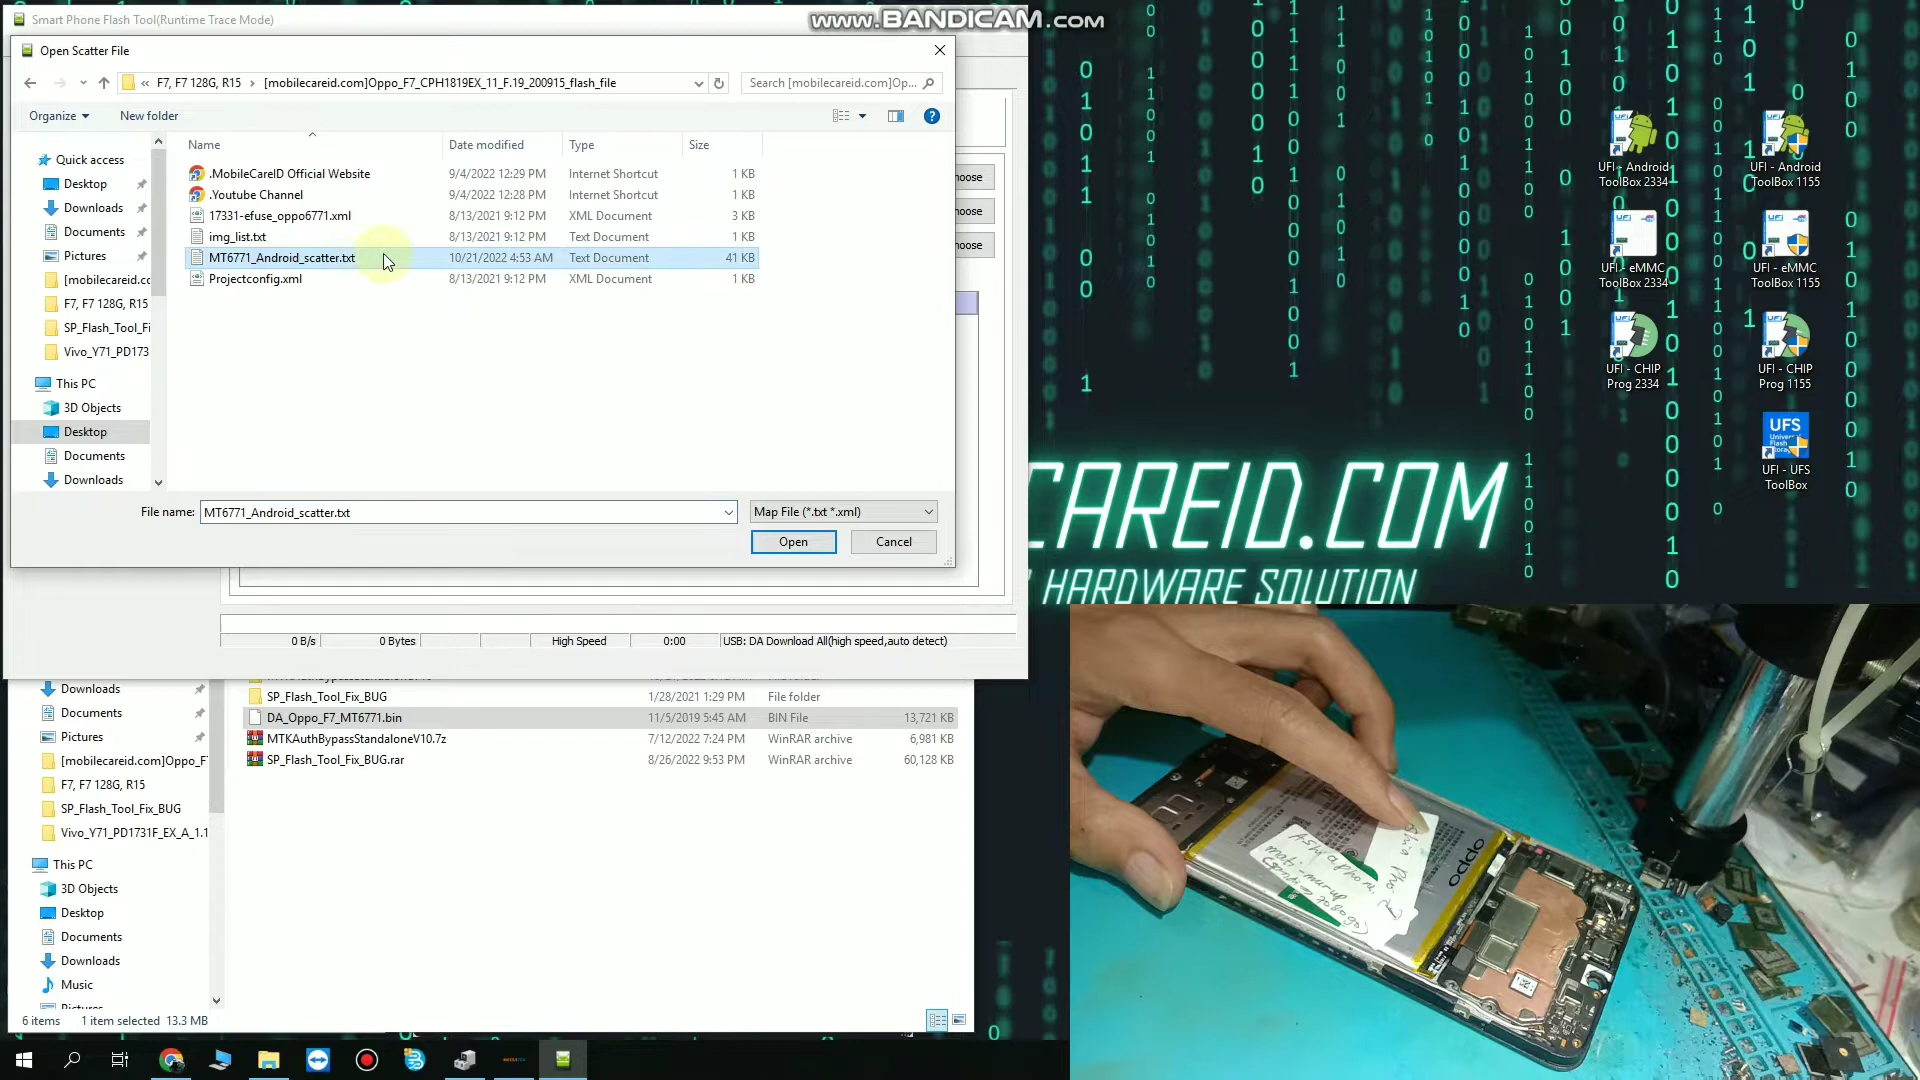 Smart Phone Flash Tool(Runtime Trace Mode)
www.BANDICAM.com
Open Scatter File
F7, F7 128G, R15 > [mobilecareid.com]Oppo_F7_CPH1819EX_11_F.19_200915_flash_file
Search [mobilecareid.com]Op...
Organize
New folder
Name
Date modified
Type
Size
Quick access
Desktop
Downloads
Documents
Pictures
[mobilecareid.cc
F7, F7 128G, R15
SP_Flash_Tool_Fi
Vivo_Y71_PD173
This PC
3D Objects
Desktop
Documents
Downloads
.MobileCareID Official Website 9/4/2022 12:29 PM Internet Shortcut 1 KB
.Youtube Channel 9/4/2022 12:28 PM Internet Shortcut 1 KB
17331-efuse_oppo6771.xml 8/13/2021 9:12 PM XML Document 3 KB
img_list.txt 8/13/2021 9:12 PM Text Document 1 KB
MT6771_Android_scatter.txt 10/21/2022 4:53 AM Text Document 41 KB
Projectconfig.xml 8/13/2021 9:12 PM XML Document 1 KB
File name: MT6771_Android_scatter.txt
Map File (*.txt *.xml)
Open
Cancel
hoose
hoose
hoose
0 B/s
0 Bytes
High Speed
0:00
USB: DA Download All(high speed,auto detect)
Downloads
Documents
Pictures
[mobilecareid.com]Oppo_F7
F7, F7 128G, R15
SP_Flash_Tool_Fix_BUG
Vivo_Y71_PD1731F_EX_A_1.1
This PC
3D Objects
Desktop
Documents
Downloads
Music
Pictures
SP_Flash_Tool_Fix_BUG 1/28/2021 1:29 PM File folder
DA_Oppo_F7_MT6771.bin 11/5/2019 5:45 AM BIN File 13,721 KB
MTKAuthBypassStandaloneV10.7z 7/12/2022 7:24 PM WinRAR archive 6,981 KB
SP_Flash_Tool_Fix_BUG.rar 8/26/2022 9:53 PM WinRAR archive 60,128 KB
6 items
1 item selected 13.3 MB
UFI - Android
ToolBox 2334
UFI - Android
ToolBox 1155
UFI - eMMC
ToolBox 2334
UFI - eMMC
ToolBox 1155
UFI - CHIP
Prog 2334
UFI - CHIP
Prog 1155
UFS
UFI - UFS
ToolBox
CAREID.COM
HARDWARE SOLUTION
oppo